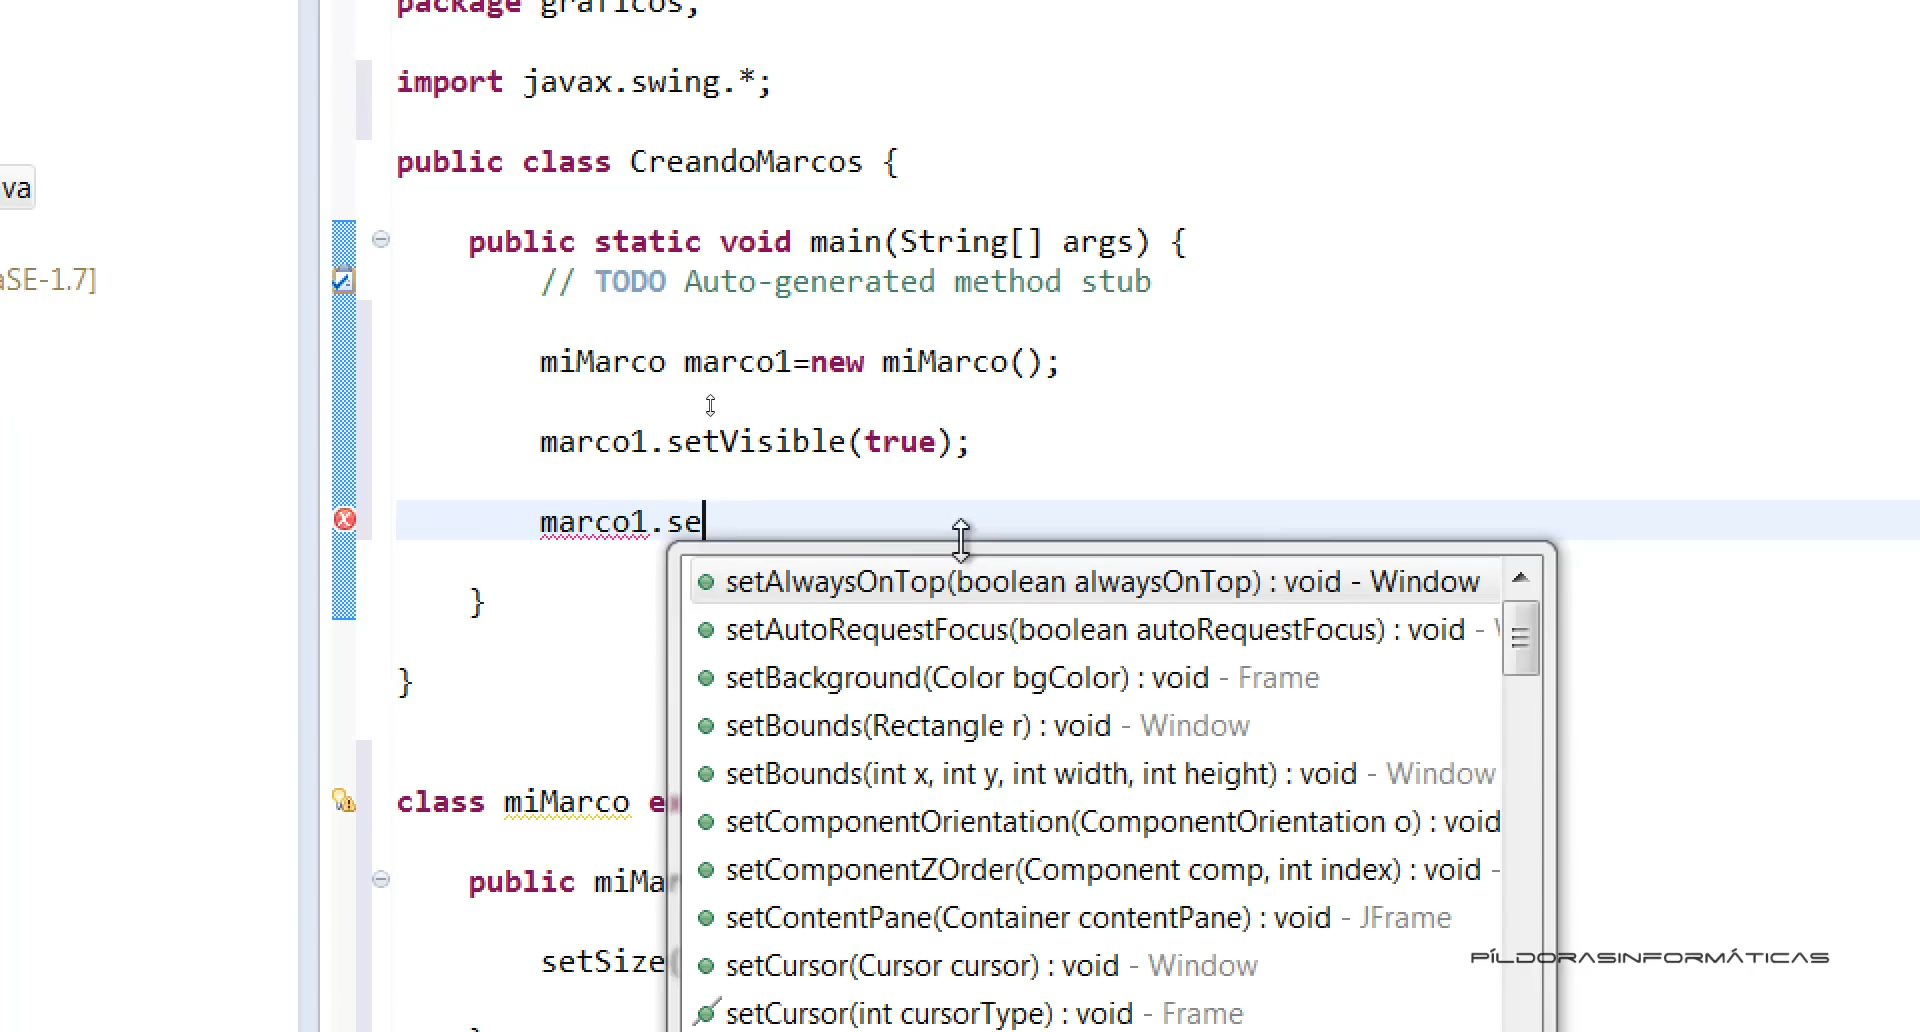 package graficos;
import javax.swing.*;
public class CreandoMarcos {
va
public static void main(String[] args) {
// TODO Auto-generated method stub
aSE-1.7]
miMarco marco1=new miMarco();
marco1.setVisible(true);
marco1.se
setAlwaysOnTop(boolean alwaysOnTop) : void - Window
setAutoRequestFocus(boolean autoRequestFocus) : void -
}
setBackground(Color bgColor) : void - Frame
}
setBounds(Rectangle r) : void - Window
setBounds(int x, int y, int width, int height) : void - Window
class miMarco e
setComponentOrientation(ComponentOrientation o) : void
setComponentZOrder(Component comp, int index) : void -
public miMar
setContentPane(Container contentPane) : void - JFrame
setSize(
setCursor(Cursor cursor) : void - Window
PÍLDORASINFORMÁTICAS
setCursor(int cursorType) : void - Frame